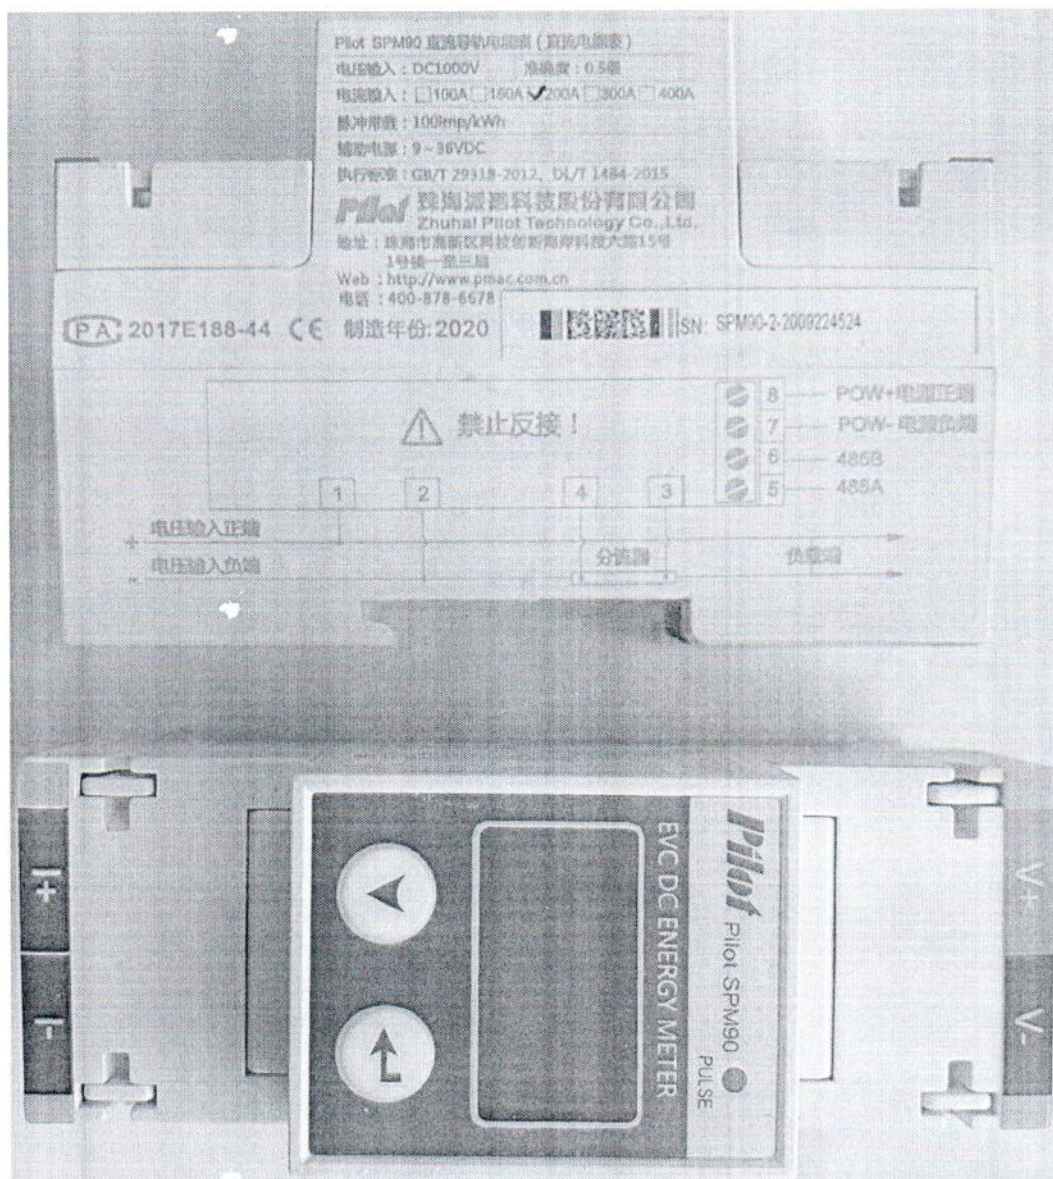 Pilot SPM90 直流导轨电能表(直流电能表)
电压输入:DC1000V 准确度:0.5级
电流输入:□100A□150A☑200A□300A□400A
脉冲常数:100imp/kWh
辅助电源:9~36VDC
执行标准:GB/T 29318-2012、DL/T 1484-2015
Pilot 珠海派诺科技股份有限公司
Zhuhai Pilot Technology Co.,Ltd.
地址:珠海市高新区科技创新海岸科技大路15号
1号楼一至三层
Web:http://www.pmac.com.cn
电话:400-878-6678
PA 2017E188-44 CE 制造年份:2020
SN: SPM90-2-2009224524
禁止反接!
8 POW+电源正端
7 POW-电源负端
6 485B
5 485A
1 2 4 3
+ 电压输入正端
- 电压输入负端 分流器 负载端
I+
I-
EVC DC ENERGY METER
Pilot Pilot SPM90
PULSE
V+
V-